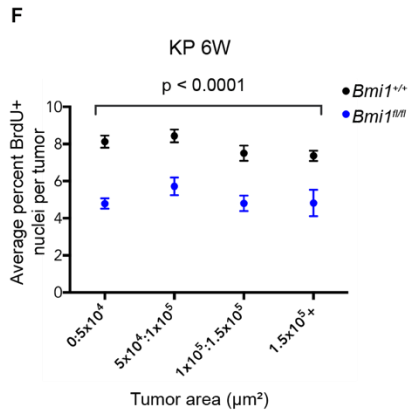 F
KP 6W
p < 0.0001
Bmi1+/+
Bmi1fl/fl
Average percent BrdU+
nuclei per tumor
10
8
6
4
2
0
0:5x10⁴
5x10⁴:1x10⁵
1x10⁵:1.5x10⁵
1.5x10⁵+
Tumor area (µm²)